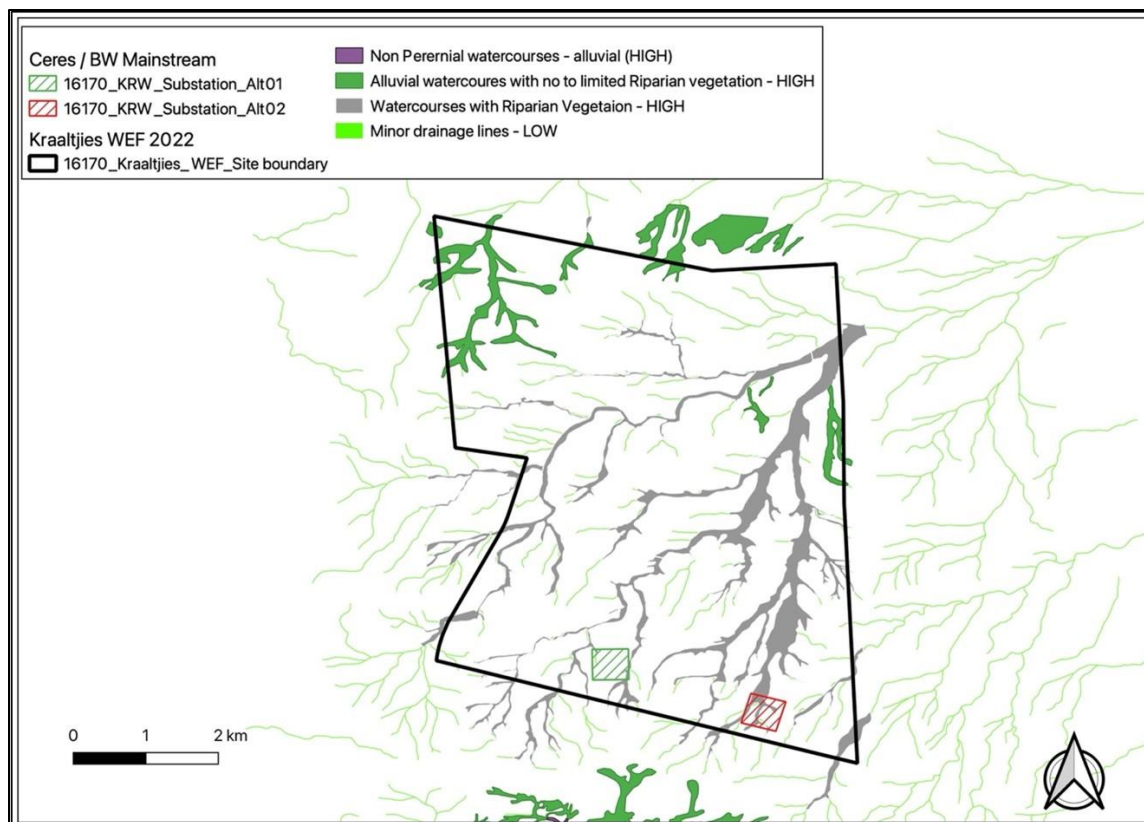 Ceres / BW Mainstream
16170_KRW_Substation_Alt01
16170_KRW_Substation_Alt02
Kraaltjies WEF 2022
16170_Kraaltjies_WEF_Site boundary
Non Perernial watercourses - alluvial (HIGH)
Alluvial watercoures with no to limited Riparian vegetation - HIGH
Watercourses with Riparian Vegetaion - HIGH
Minor drainage lines - LOW
0 1 2 km